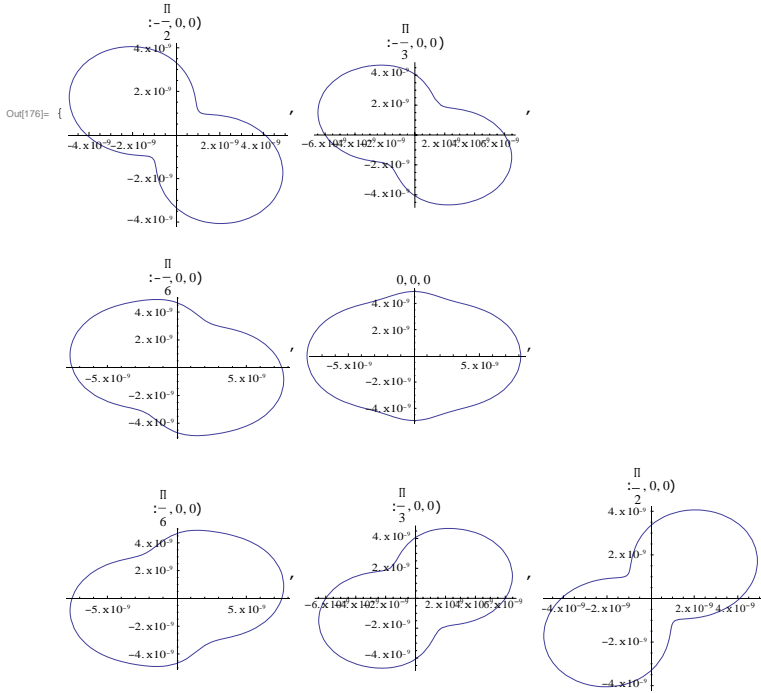 Π
:-—,0,0)
2
4.x10⁻⁹
2.x10⁻⁹
-4.x10⁻⁹ -2.x10⁻⁹ 2.x10⁻⁹ 4.x10⁻⁹
-2.x10⁻⁹
-4.x10⁻⁹
,
Π
:-—,0,0)
3
4.x10⁻⁹
2.x10⁻⁹
-2.x10⁻⁹
-4.x10⁻⁹
,
Out[176]= {
Π
:-—,0,0)
6
4.x10⁻⁹
2.x10⁻⁹
-5.x10⁻⁹ 5.x10⁻⁹
-2.x10⁻⁹
-4.x10⁻⁹
,
0,0,0
4.x10⁻⁹
2.x10⁻⁹
-5.x10⁻⁹ 5.x10⁻⁹
-2.x10⁻⁹
-4.x10⁻⁹
,
Π
:—,0,0)
6
4.x10⁻⁹
2.x10⁻⁹
-5.x10⁻⁹ 5.x10⁻⁹
-2.x10⁻⁹
-4.x10⁻⁹
,
Π
:—,0,0)
3
4.x10⁻⁹
2.x10⁻⁹
-2.x10⁻⁹
-4.x10⁻⁹
,
Π
:—,0,0)
2
4.x10⁻⁹
2.x10⁻⁹
-4.x10⁻⁹ -2.x10⁻⁹ 2.x10⁻⁹ 4.x10⁻⁹
-2.x10⁻⁹
-4.x10⁻⁹